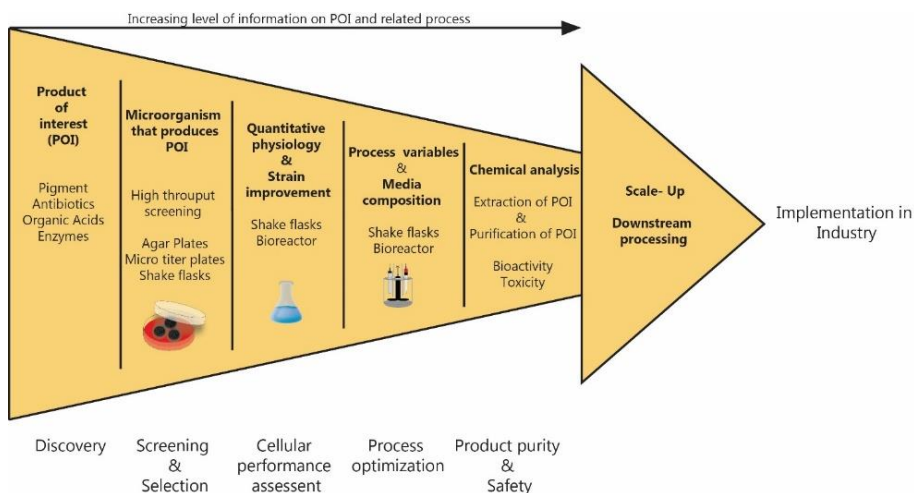 Increasing level of information on POI and related process
Product
of
interest
(POI)
Pigment
Antibiotics
Organic Acids
Enzymes
Microorganism
that produces
POI
High throuput
screening
Agar Plates
Micro titer plates
Shake flasks
Quantitative
physiology
&
Strain
improvement
Shake flasks
Bioreactor
Process variables
&
Media
composition
Shake flasks
Bioreactor
Chemical analysis
Extraction of POI
&
Purification of POI
Bioactivity
Toxicity
Scale- Up
Downstream
processing
Implementation in
Industry
Discovery
Screening
&
Selection
Cellular
performance
assessent
Process
optimization
Product purity
&
Safety